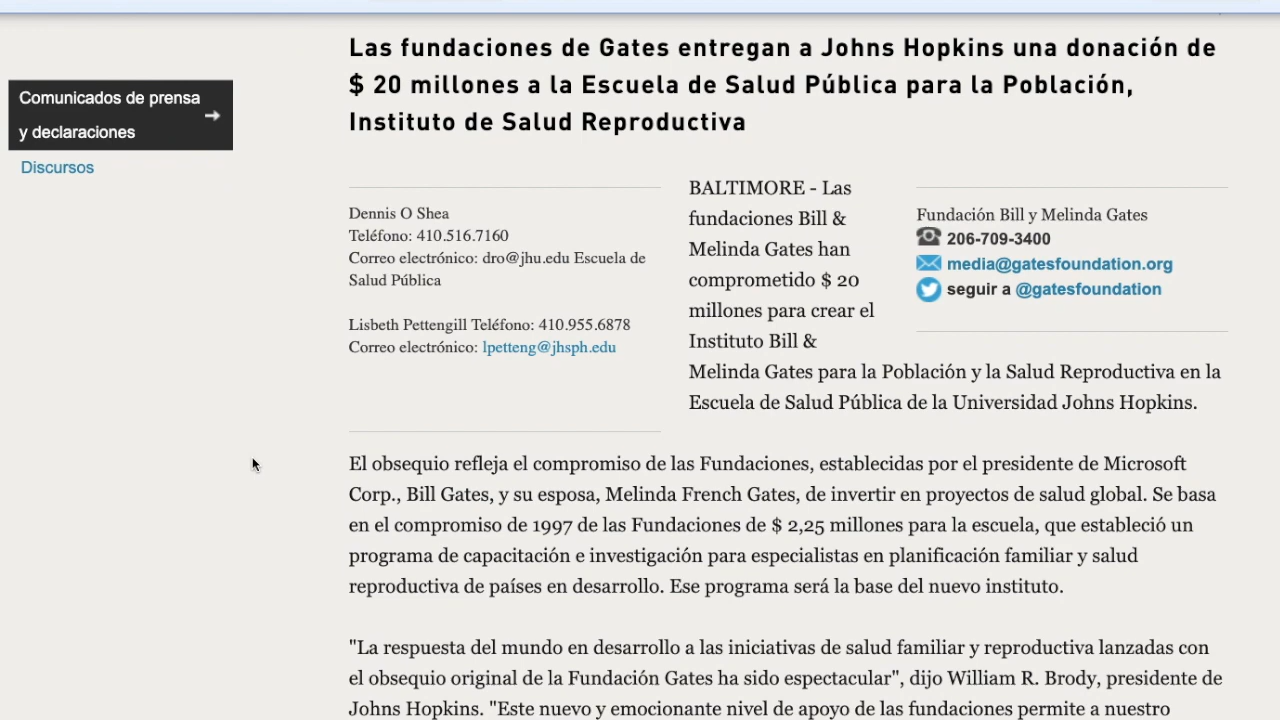 Las fundaciones de Gates entregan a Johns Hopkins una donación de
$ 20 millones a la Escuela de Salud Pública para la Población,
Instituto de Salud Reproductiva
Comunicados de prensa
y declaraciones
Discursos
Dennis O Shea
Teléfono: 410.516.7160
Correo electrónico: dro@jhu.edu Escuela de
Salud Pública
Lisbeth Pettengill Teléfono: 410.955.6878
Correo electrónico: lpetteng@jhsph.edu
BALTIMORE - Las
fundaciones Bill &
Melinda Gates han
comprometido $ 20
millones para crear el
Instituto Bill &
Melinda Gates para la Población y la Salud Reproductiva en la
Escuela de Salud Pública de la Universidad Johns Hopkins.
Fundación Bill y Melinda Gates
206-709-3400
media@gatesfoundation.org
seguir a @gatesfoundation
El obsequio refleja el compromiso de las Fundaciones, establecidas por el presidente de Microsoft
Corp., Bill Gates, y su esposa, Melinda French Gates, de invertir en proyectos de salud global. Se basa
en el compromiso de 1997 de las Fundaciones de $ 2,25 millones para la escuela, que estableció un
programa de capacitación e investigación para especialistas en planificación familiar y salud
reproductiva de países en desarrollo. Ese programa será la base del nuevo instituto.
"La respuesta del mundo en desarrollo a las iniciativas de salud familiar y reproductiva lanzadas con
el obsequio original de la Fundación Gates ha sido espectacular", dijo William R. Brody, presidente de
Johns Hopkins. "Este nuevo y emocionante nivel de apoyo de las fundaciones permite a nuestro